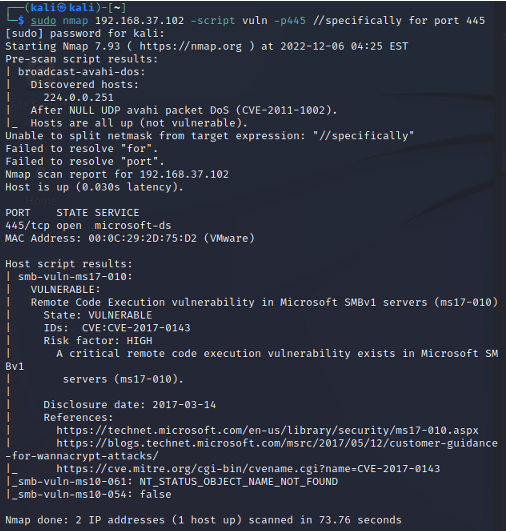 ┌──(kali㉿kali)-[~]
└─$ sudo nmap 192.168.37.102 -script vuln -p445 //specifically for port 445
[sudo] password for kali:
Starting Nmap 7.93 ( https://nmap.org ) at 2022-12-06 04:25 EST
Pre-scan script results:
| broadcast-avahi-dos:
|   Discovered hosts:
|     224.0.0.251
|   After NULL UDP avahi packet DoS (CVE-2011-1002).
|_  Hosts are all up (not vulnerable).
Unable to split netmask from target expression: "//specifically"
Failed to resolve "for".
Failed to resolve "port".
Nmap scan report for 192.168.37.102
Host is up (0.030s latency).

PORT    STATE SERVICE
445/tcp open  microsoft-ds
MAC Address: 00:0C:29:2D:75:D2 (VMware)

Host script results:
| smb-vuln-ms17-010:
|   VULNERABLE:
|   Remote Code Execution vulnerability in Microsoft SMBv1 servers (ms17-010)
|     State: VULNERABLE
|     IDs:  CVE:CVE-2017-0143
|     Risk factor: HIGH
|       A critical remote code execution vulnerability exists in Microsoft SM
Bv1
|        servers (ms17-010).
|
|     Disclosure date: 2017-03-14
|     References:
|       https://technet.microsoft.com/en-us/library/security/ms17-010.aspx
|       https://blogs.technet.microsoft.com/msrc/2017/05/12/customer-guidance
-for-wannacrypt-attacks/
|_      https://cve.mitre.org/cgi-bin/cvename.cgi?name=CVE-2017-0143
|_smb-vuln-ms10-061: NT_STATUS_OBJECT_NAME_NOT_FOUND
|_smb-vuln-ms10-054: false

Nmap done: 2 IP addresses (1 host up) scanned in 73.76 seconds